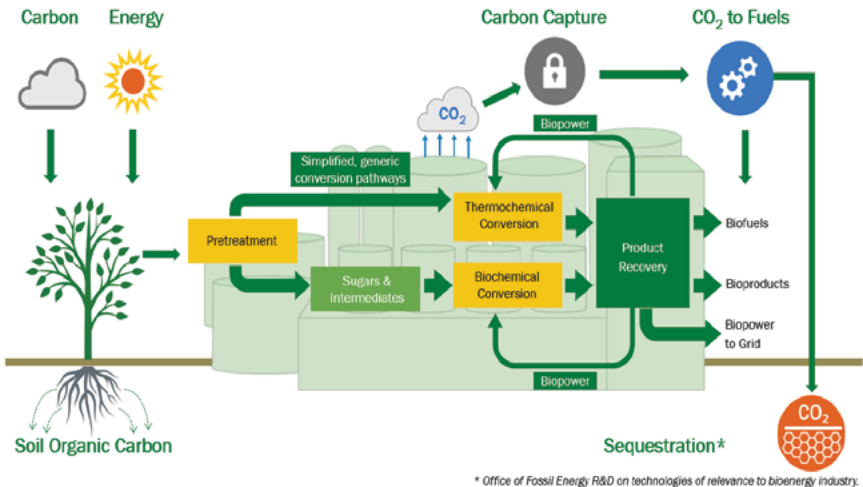 Carbon
Energy
Carbon Capture
CO₂ to Fuels
CO₂
Biopower
Simplified, generic
conversion pathways
Thermochemical
Conversion
Pretreatment
Product
Recovery
Biofuels
Sugars &
Intermediates
Biochemical
Conversion
Bioproducts
Biopower
to Grid
Biopower
CO₂
Soil Organic Carbon
Sequestration*
* Office of Fossil Energy R&D on technologies of relevance to bioenergy industry.